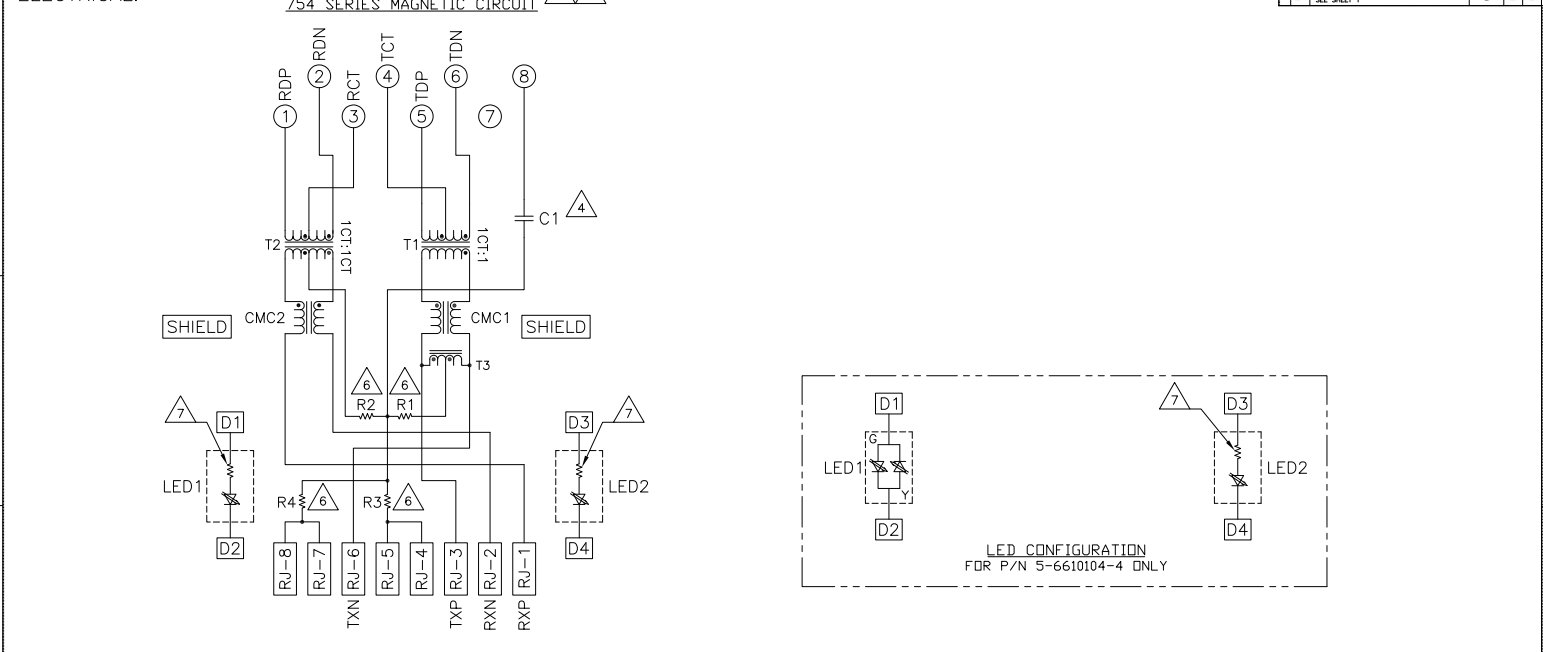 ELECTRICAL:
754 SERIES MAGNETIC CIRCUIT
SEE SHEET 1
RDP
RDN
RCT
TCT
TDP
TDN
1
2
3
4
5
6
7
8
C1
4
T2
1CT:1CT
T1
1CT:1
SHIELD
CMC2
CMC1
SHIELD
T3
6
6
R2
R1
7
D1
LED1
D2
D3
7
LED2
D4
R4
6
R3
6
RJ-8
RJ-7
RJ-6
RJ-5
RJ-4
RJ-3
RJ-2
RJ-1
TXN
TXP
RXN
RXP
D1
G
LED1
Y
D2
7
D3
LED2
D4
LED CONFIGURATION
FOR P/N 5-6610104-4 ONLY